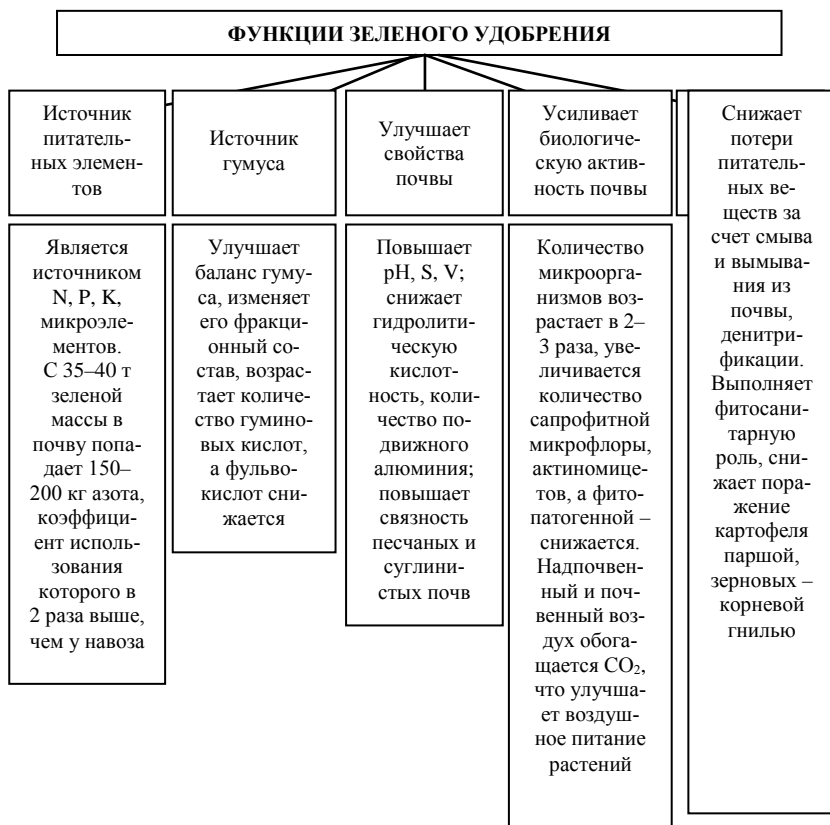 ФУНКЦИИ ЗЕЛЕНОГО УДОБРЕНИЯ
Источник
питатель-
ных элемен-
тов
Источник
гумуса
Улучшает
свойства
почвы
Усиливает
биологиче-
скую актив-
ность почвы
Снижает
потери
питатель-
ных ве-
ществ за
счет смыва
и вымыва-
ния из
почвы,
денитри-
фикации.
Выполняет
фитосани-
тарную
роль, сни-
жает пора-
жение
картофеля
паршой,
зерновых –
корневой
гнилью
Является
источником
N, P, K,
микроэле-
ментов.
С 35–40 т
зеленой
массы в
почву попа-
дает 150–
200 кг азота,
коэффици-
ент исполь-
зования
которого в
2 раза выше,
чем у навоза
Улучшает
баланс гуму-
са, изменяет
его фракци-
онный со-
став, возрас-
тает количе-
ство гумино-
вых кислот,
а фульво-
кислот сни-
жается
Повышает
pH, S, V;
снижает
гидролити-
ческую
кислот-
ность, коли-
чество по-
движного
алюминия;
повышает
связность
песчаных и
суглини-
стых почв
Количество
микроорга-
низмов воз-
растает в 2–
3 раза, уве-
личивается
количество
сапрофитной
микрофлоры,
актиномице-
тов, а фито-
патогенной –
снижается.
Надпочвен-
ный и поч-
венный воз-
дух обога-
щается CO₂,
что улучша-
ет воздуш-
ное питание
растений